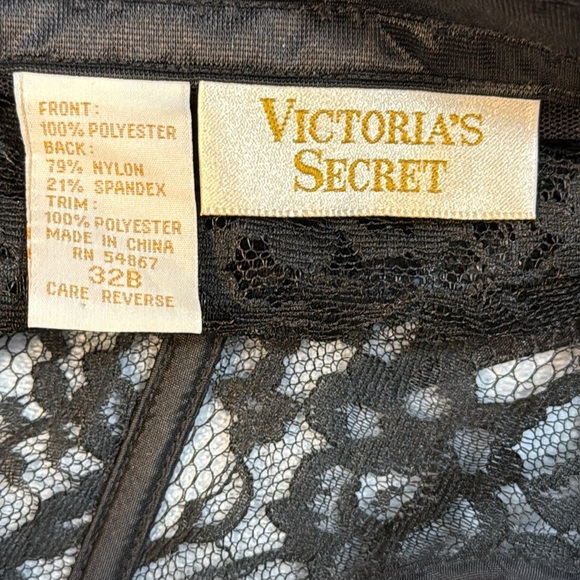 FRONT:
100% POLYESTER
BACK:
79% NYLON
21% SPANDEX
TRIM:
100% POLYESTER
MADE IN CHINA
RN 54867
32B
CARE REVERSE
VICTORIA'S
SECRET